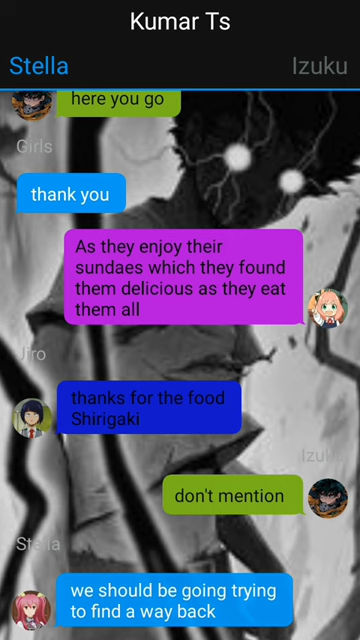 Kumar Ts
Stella
Izuku
here you go
Girls
thank you
As they enjoy their
sundaes which they found
them delicious as they eat
them all
Jiro
thanks for the food
Shirigaki
Izuku
don't mention
Stella
we should be going trying
to find a way back